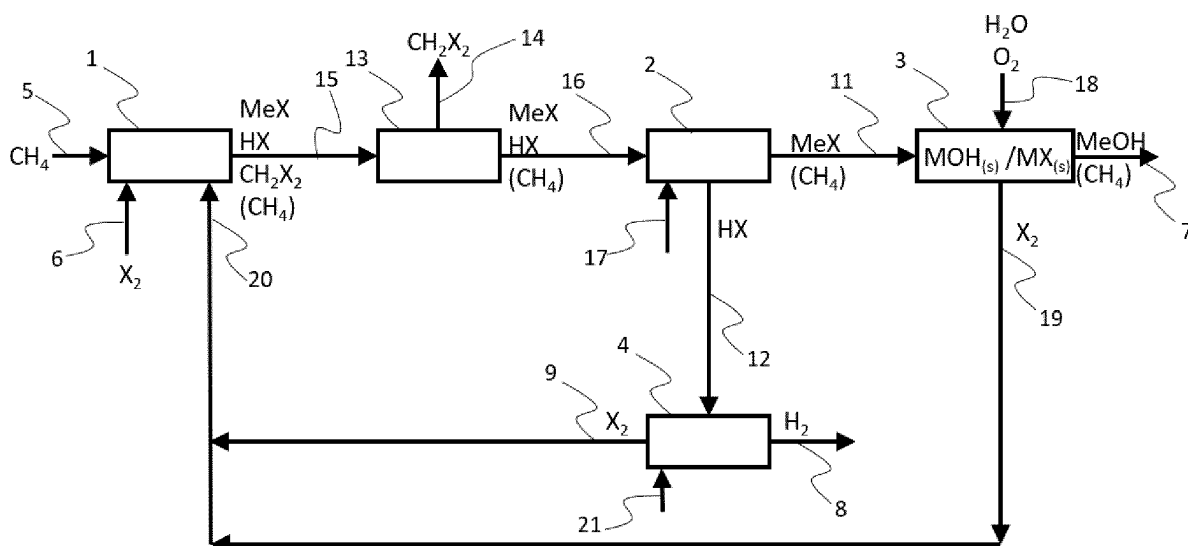 H₂O
O₂
CH₂X₂
14
1
13
2
3
5
15
16
11
18
MeX
HX
CH₂X₂
(CH₄)
MeX
HX
(CH₄)
MeX
(CH₄)
MeOH
(CH₄)
CH₄
MOH₍ₛ₎ /MX₍ₛ₎
6
X₂
20
17
HX
7
X₂
19
12
4
9
X₂
H₂
21
8